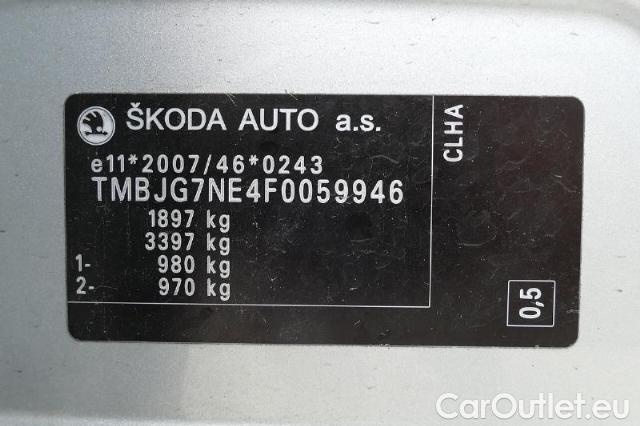 ŠKODA AUTO a.s.
e11*2007/46*0243
TMBJG7NE4F0059946
1897 kg
3397 kg
1- 980 kg
2- 970 kg
CLHA
0,5
CarOutlet.eu